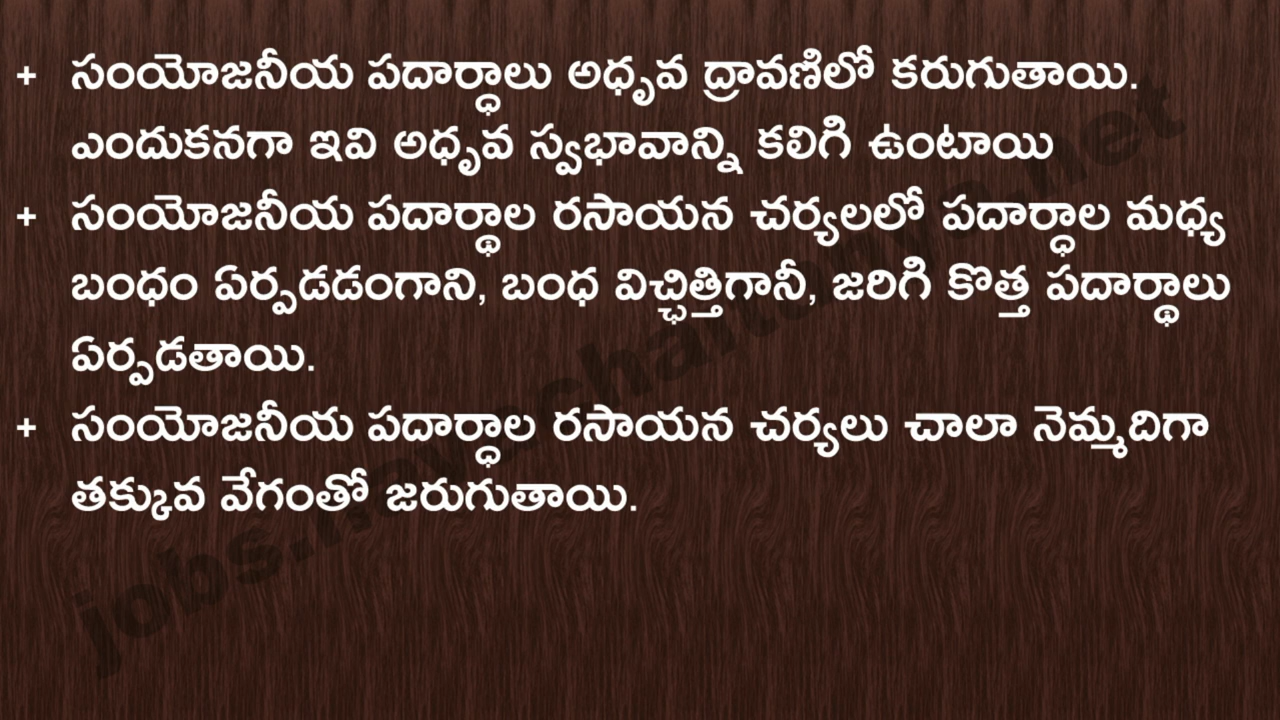 + సంయోజనీయ పదార్ధాలు అధృవ ద్రావణిలో కరుగుతాయి.
ఎందుకనగా ఇవి అధృవ స్వభావాన్ని కలిగి ఉంటాయి
+ సంయోజనీయ పదార్థాల రసాయన చర్యలలో పదార్ధాల మధ్య
బంధం ఏర్పడడంగాని, బంధ విచ్ఛిత్తిగానీ, జరిగి కొత్త పదార్థాలు
ఏర్పడతాయి.
+ సంయోజనీయ పదార్ధాల రసాయన చర్యలు చాలా నెమ్మదిగా
తక్కువ వేగంతో జరుగుతాయి.